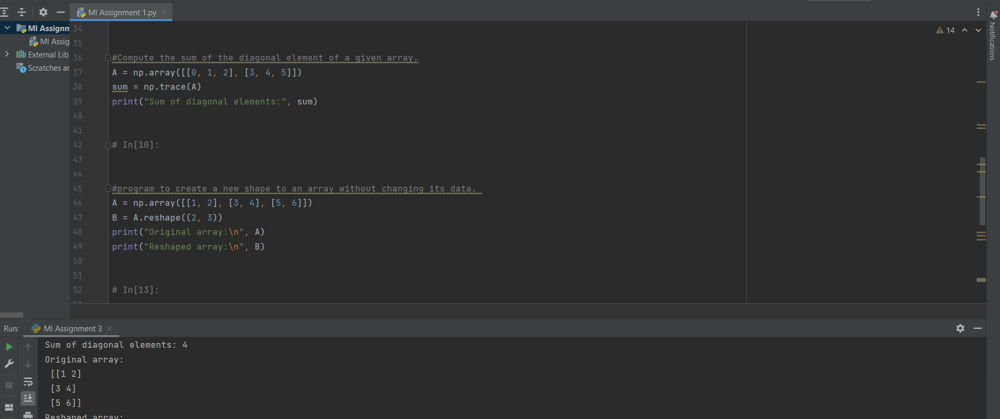 MI Assignment 1.py
MI Assignm
MI Assig
External Lib
Scratches ar
Notifications
14
34
35
36 #Compute the sum of the diagonal element of a given array.
37 A = np.array([[0, 1, 2], [3, 4, 5]])
38 sum = np.trace(A)
39 print("Sum of diagonal elements:", sum)
40
41
42 # In[10]:
43
44
45 #program to create a new shape to an array without changing its data.
46 A = np.array([[1, 2], [3, 4], [5, 6]])
47 B = A.reshape((2, 3))
48 print("Original array:\n", A)
49 print("Reshaped array:\n", B)
50
51
52 # In[13]:
53
Run: MI Assignment 3
Sum of diagonal elements: 4
Original array:
[[1 2]
[3 4]
[5 6]]
Reshaped array: